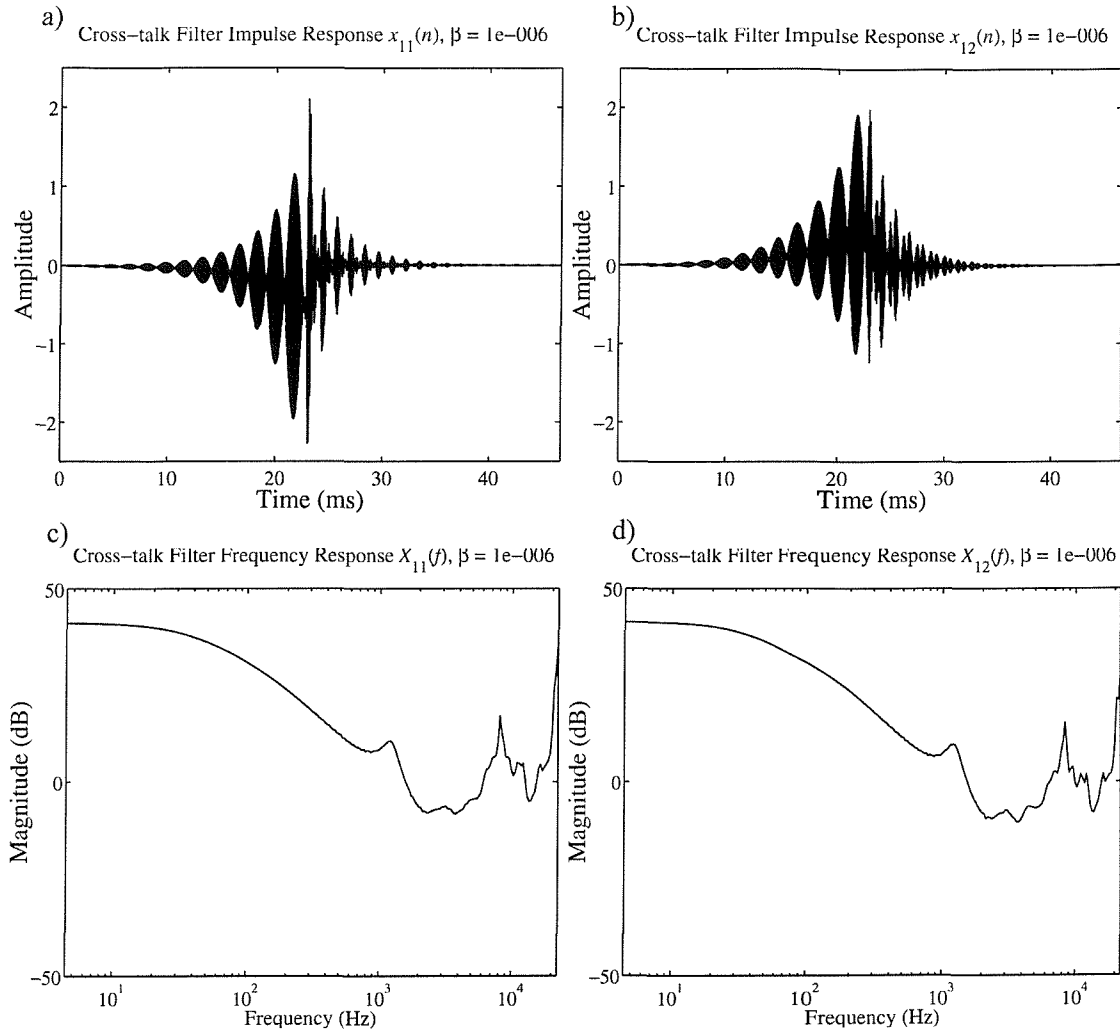 a)
Cross-talk Filter Impulse Response x11(n), β = 1e-006
2
1
0
-1
-2
Amplitude
0 10 20 30 40
Time (ms)
b)
Cross-talk Filter Impulse Response x12(n), β = 1e-006
2
1
0
-1
-2
Amplitude
0 10 20 30 40
Time (ms)
c)
Cross-talk Filter Frequency Response X11(f), β = 1e-006
50
0
-50
Magnitude (dB)
10^1 10^2 10^3 10^4
Frequency (Hz)
d)
Cross-talk Filter Frequency Response X12(f), β = 1e-006
50
0
-50
Magnitude (dB)
10^1 10^2 10^3 10^4
Frequency (Hz)